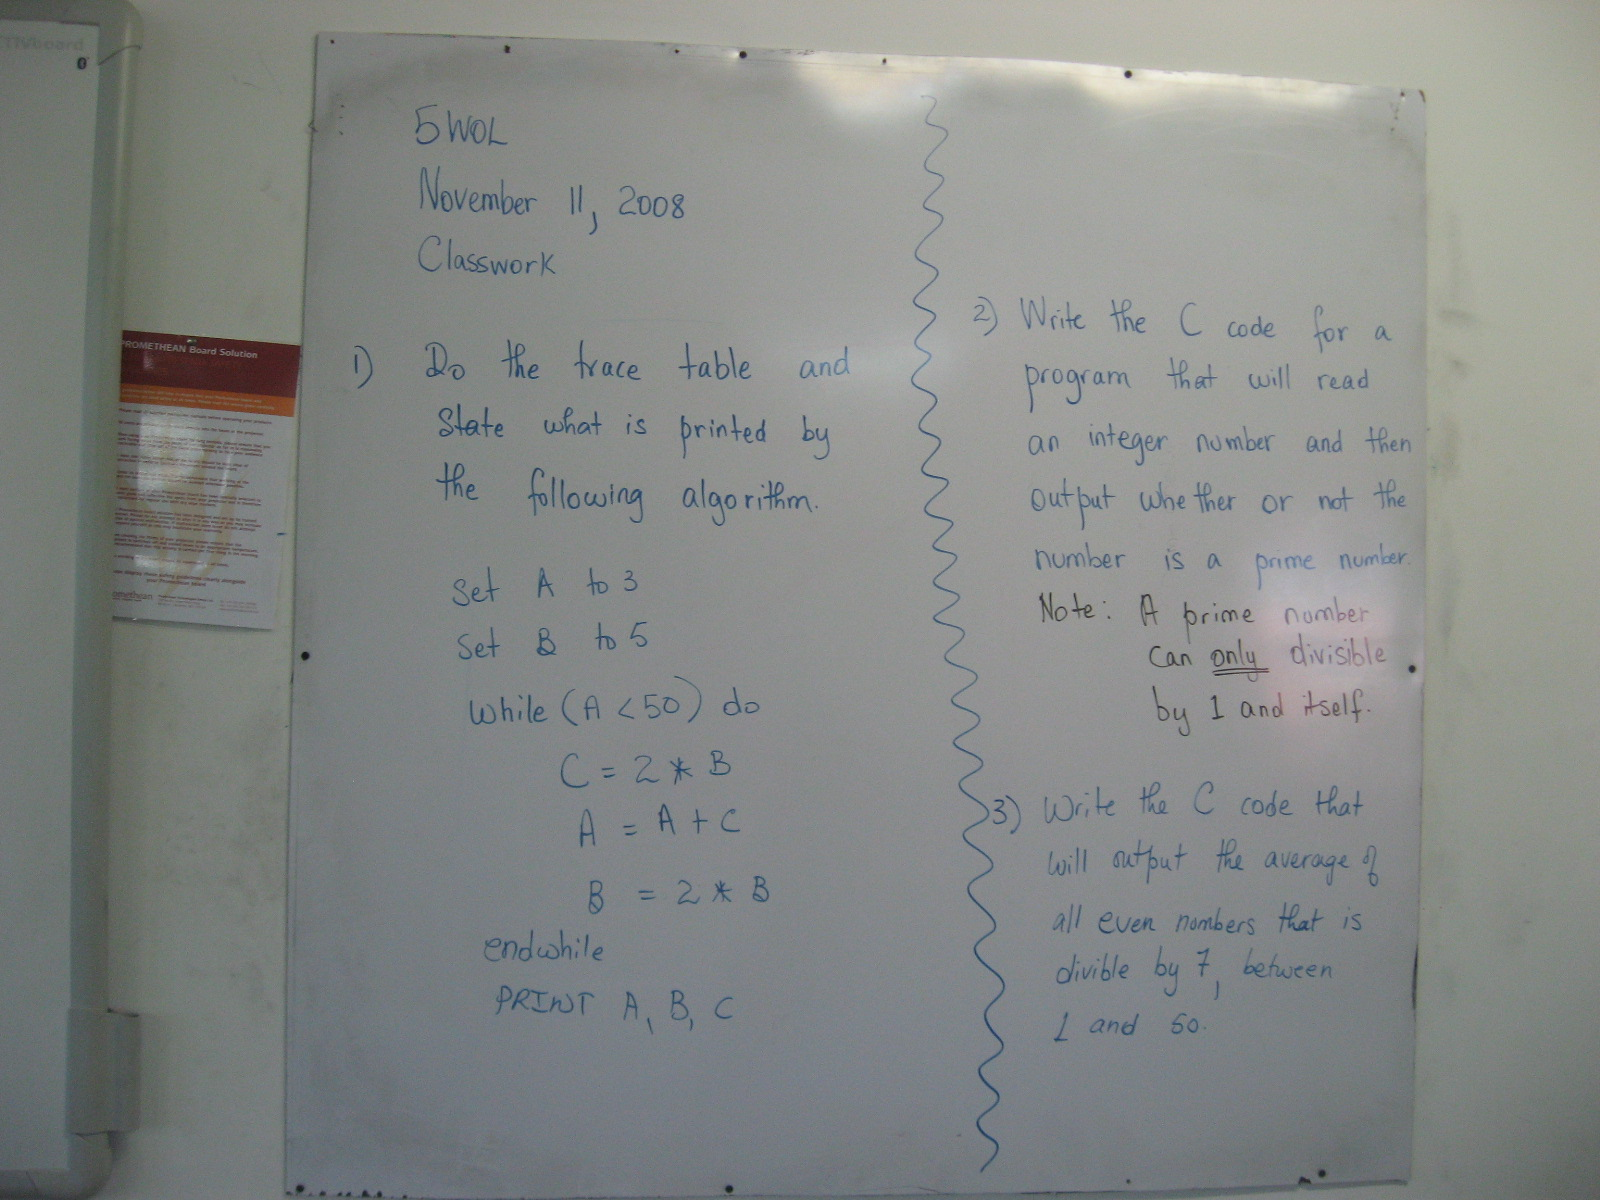 CTIVboard
PROMETHEAN Board Solution
5WOL
November 11, 2008
Classwork
1) Do the trace table and
State what is printed by
the following algorithm.
Set A to 3
Set B to 5
While (A < 50) do
C = 2 * B
A = A + C
B = 2 * B
endwhile
PRINT A, B, C
2) Write the C code for a
program that will read
an integer number and then
output whether or not the
number is a prime number.
Note: A prime number
can only divisible
by 1 and itself.
3) Write the C code that
will output the average of
all even numbers that is
divible by 7, between
1 and 50.